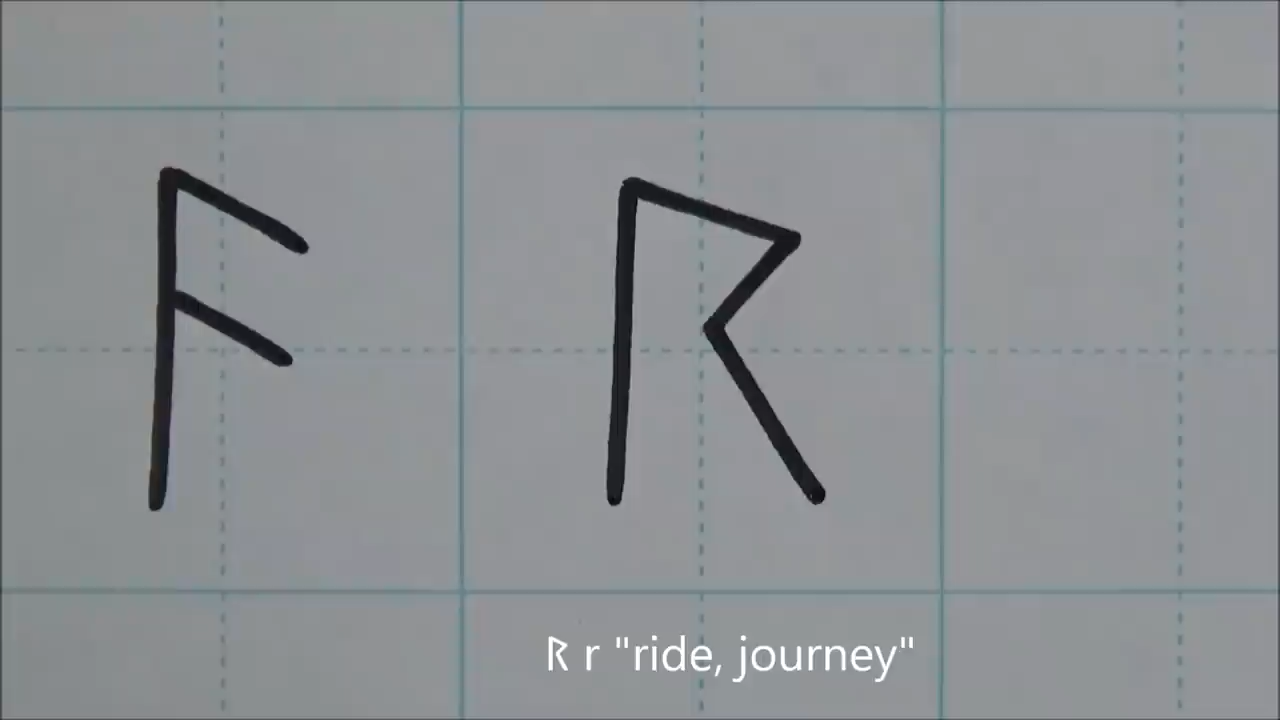 ᚨ ᚱ
ᚱ r "ride, journey"